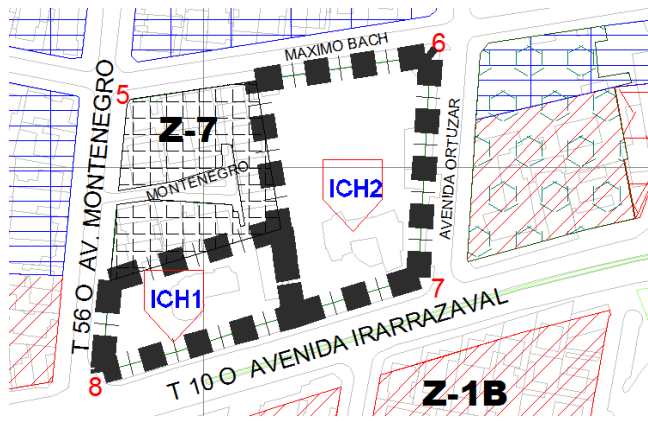 MAXIMO BACH
6
5
Z-7
MONTENEGRO
ICH2
AVENIDA ORTUZAR
T 56 O AV. MONTENEGRO
ICH1
7
T 10 O AVENIDA IRARRAZAVAL
8
Z-1B